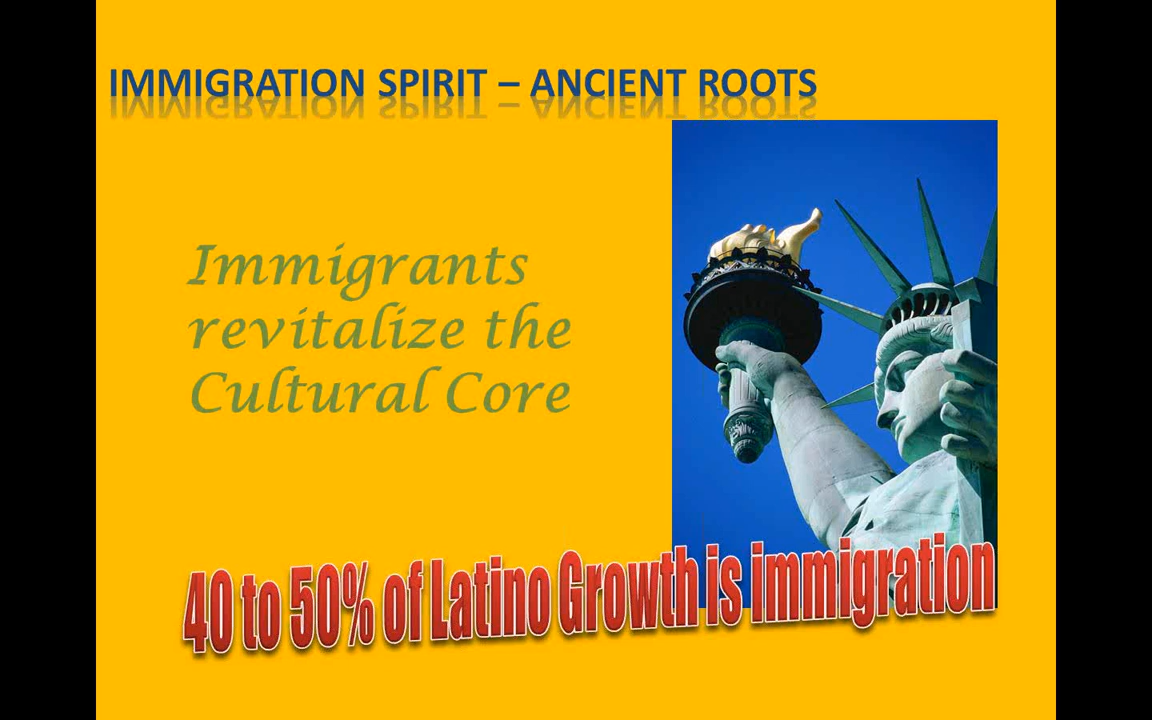 IMMIGRATION SPIRIT – ANCIENT ROOTS
Immigrants
revitalize the
Cultural Core
40 to 50% of Latino Growth is immigration